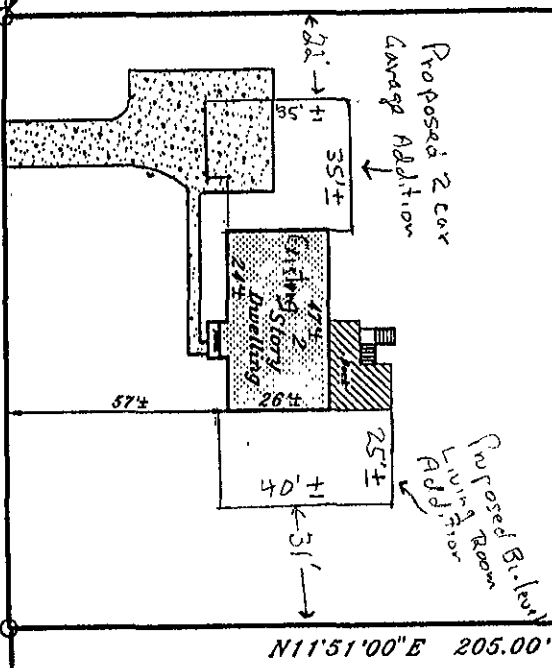 22'
Proposed 2 car
Garage Addition
35' ±
35'±
Existing 2
Story
Dwelling
47'±
24'±
26'±
57'±
25'±
40' ±
31'
Proposed Bi-level
Living Room
Addition
N11°51'00"E 205.00'